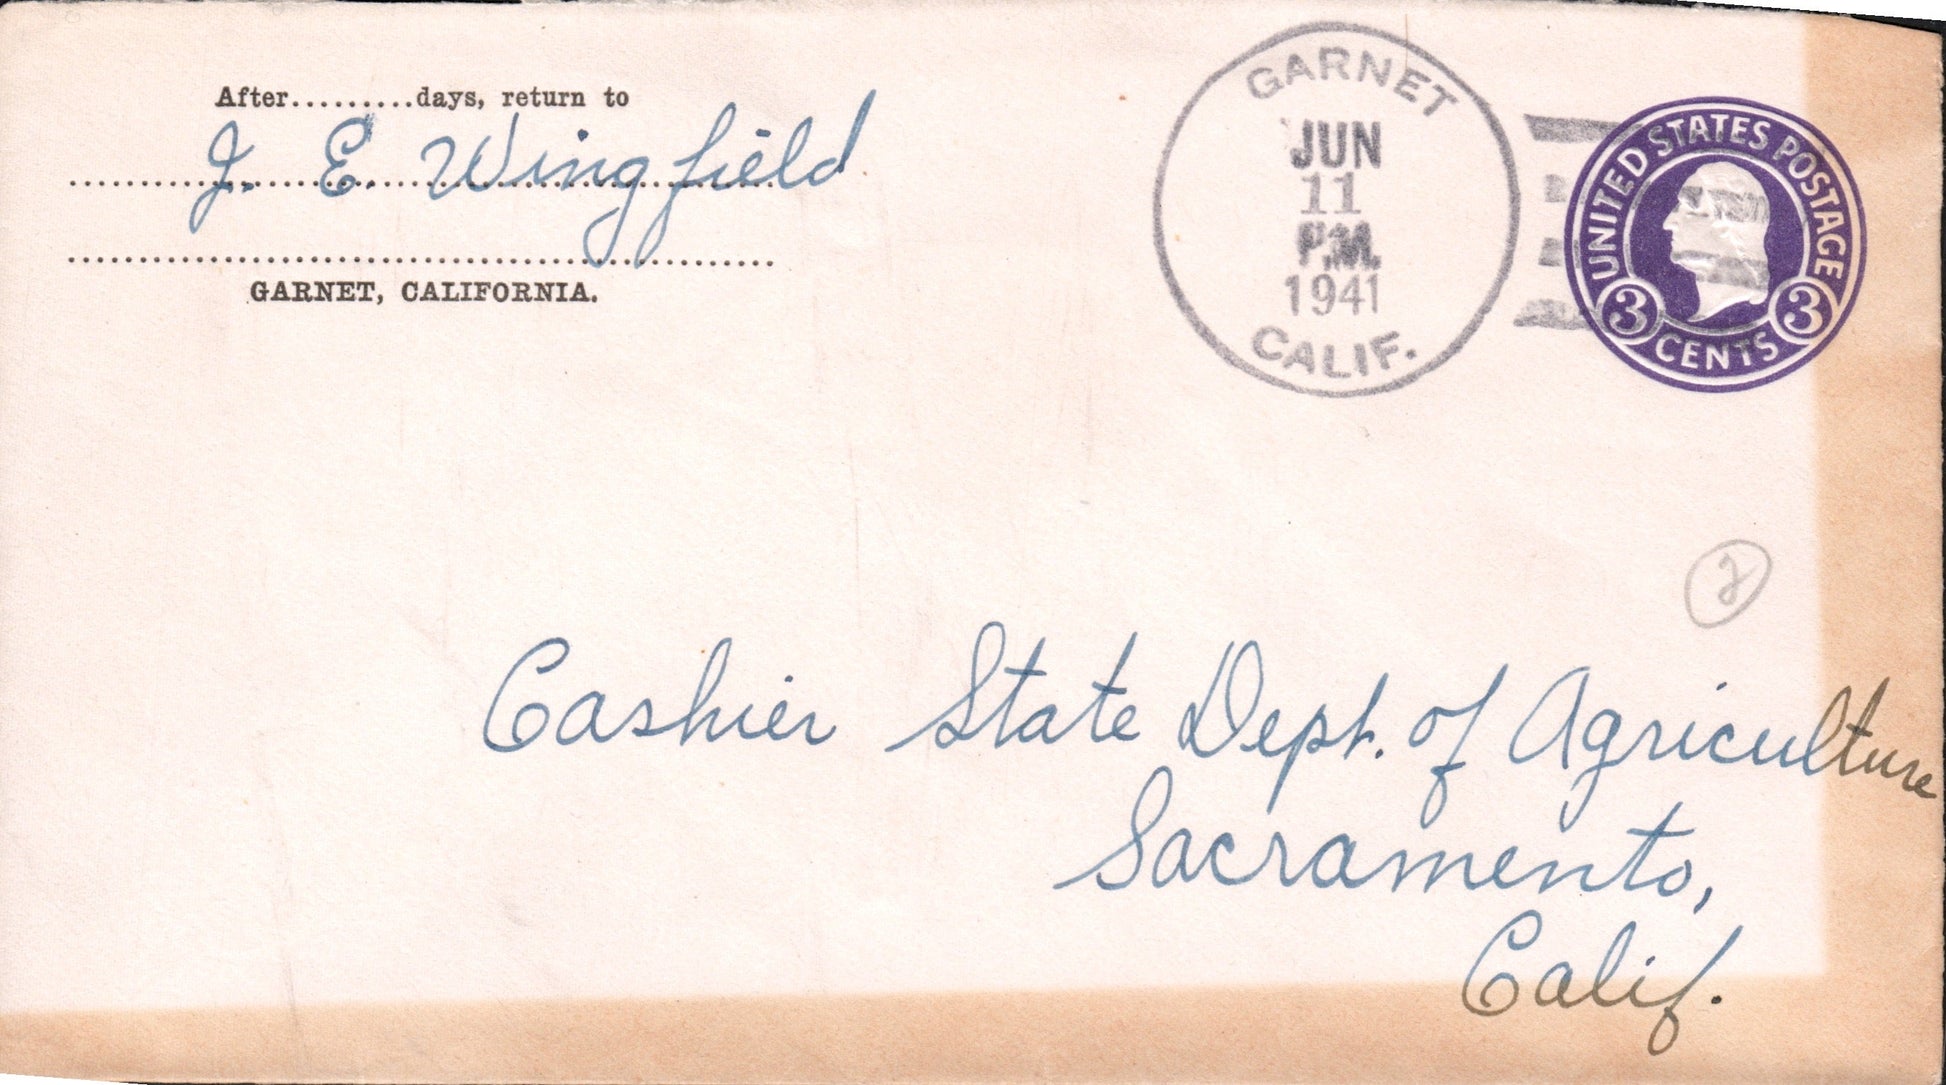 After.........days, return to
J. E. Wingfield
GARNET, CALIFORNIA.
GARNET
JUN
11
P.M.
1941
CALIF.
UNITED STATES POSTAGE
3 3
CENTS
2
Cashier State Dept. of Agriculture
Sacramento,
Calif.